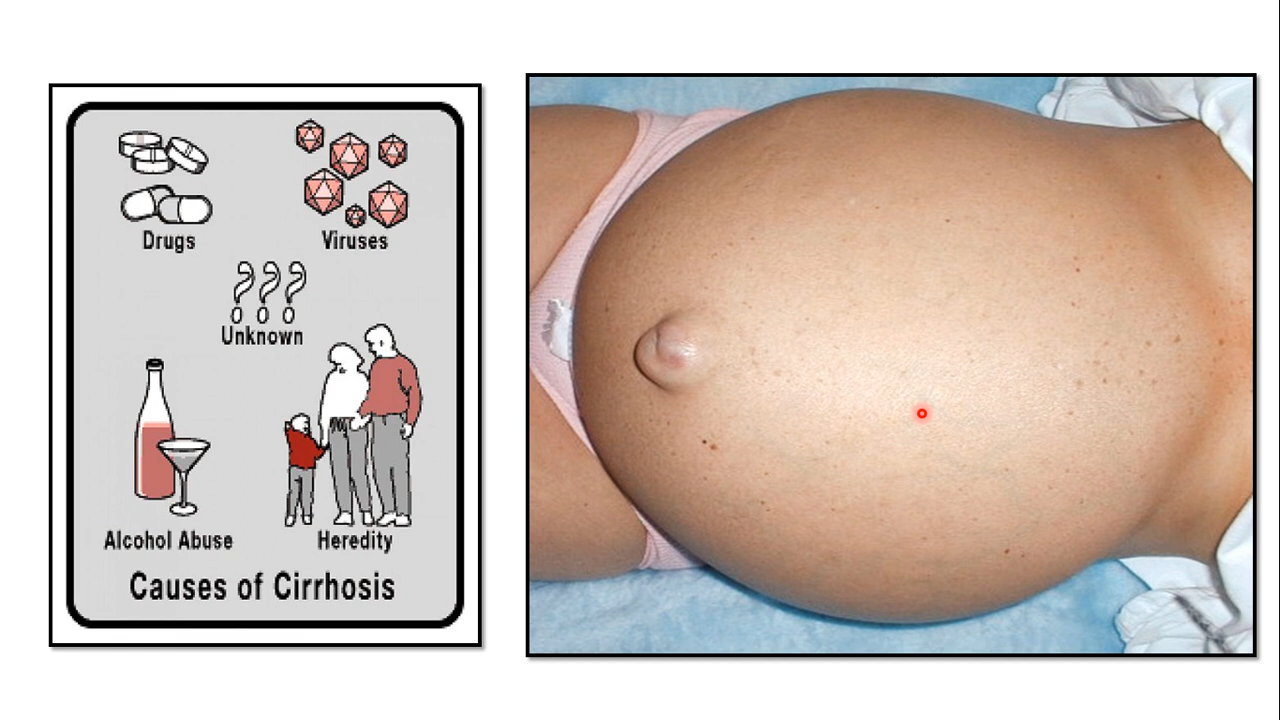 Drugs
Viruses
???
Unknown
Alcohol Abuse
Heredity
Causes of Cirrhosis